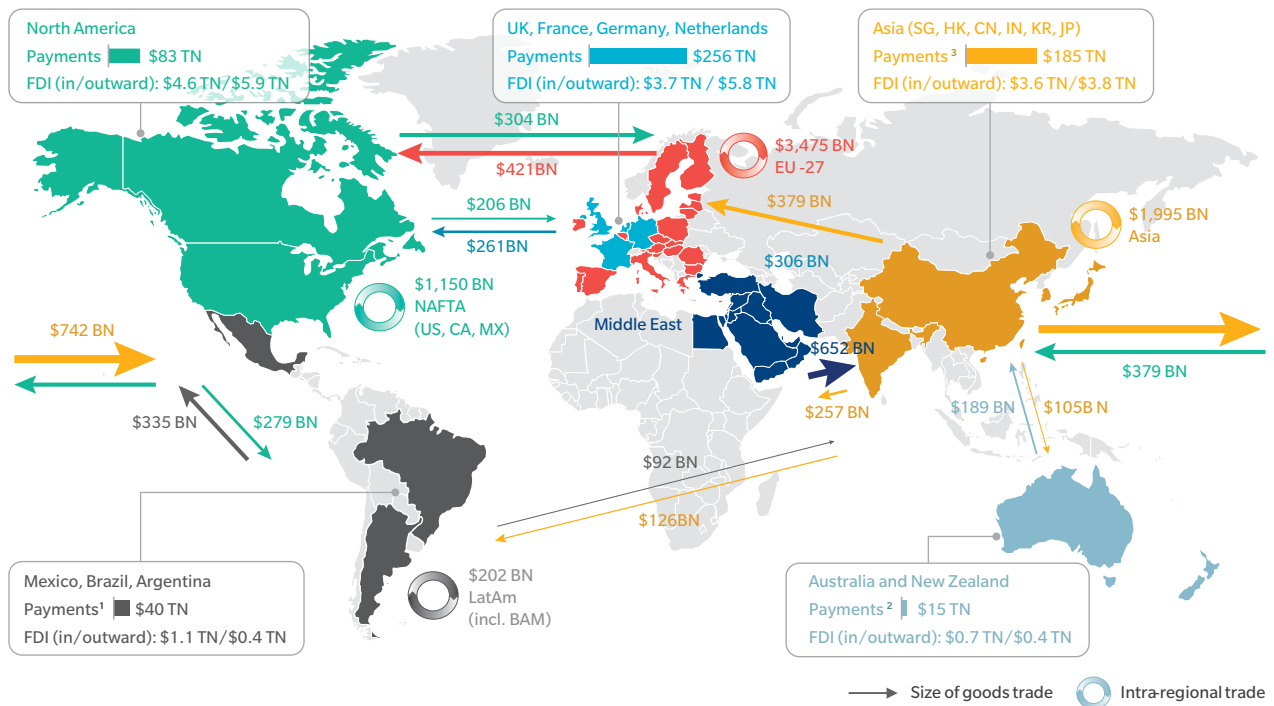 North America
Payments $83 TN
FDI (in/outward): $4.6 TN/$5.9 TN
UK, France, Germany, Netherlands
Payments $256 TN
FDI (in/outward): $3.7 TN / $5.8 TN
Asia (SG, HK, CN, IN, KR, JP)
Payments ³ $185 TN
FDI (in/outward): $3.6 TN/$3.8 TN
$304 BN
$421BN
$3,475 BN
EU -27
$379 BN
$206 BN
$261BN
$1,995 BN
Asia
$306 BN
$1,150 BN
NAFTA
(US, CA, MX)
Middle East
$742 BN
$652 BN
$379 BN
$335 BN
$279 BN
$257 BN
$189 BN
$105B N
$92 BN
$126BN
Mexico, Brazil, Argentina
Payments¹ $40 TN
FDI (in/outward): $1.1 TN/$0.4 TN
$202 BN
LatAm
(incl. BAM)
Australia and New Zealand
Payments ² $15 TN
FDI (in/outward): $0.7 TN/$0.4 TN
Size of goods trade
Intra-regional trade